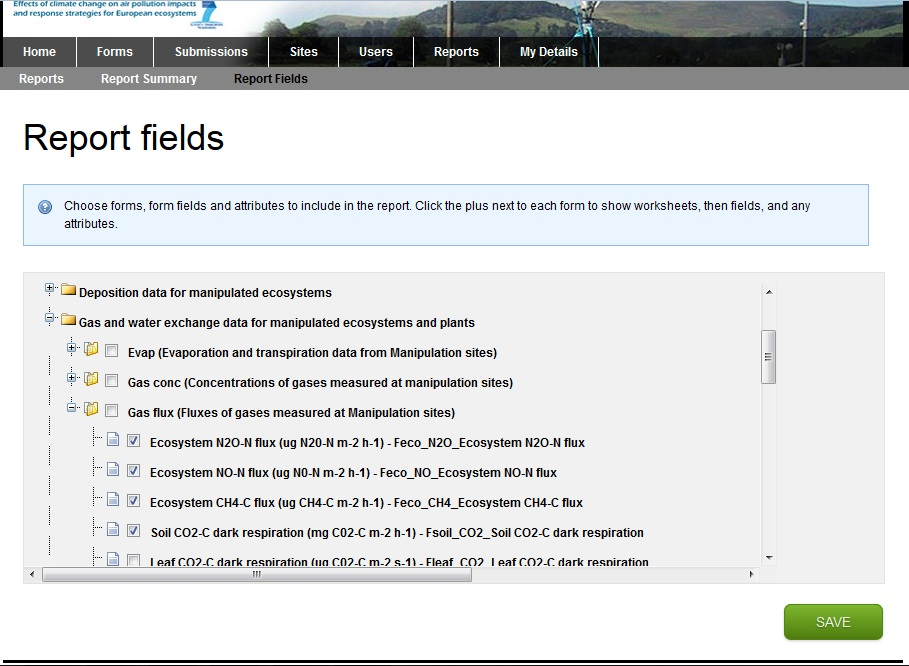 Effects of climate change on air pollution impacts
and response strategies for European ecosystems
Home Forms Submissions Sites Users Reports My Details
Reports Report Summary Report Fields
Report fields
Choose forms, form fields and attributes to include in the report. Click the plus next to each form to show worksheets, then fields, and any
attributes.
Deposition data for manipulated ecosystems
Gas and water exchange data for manipulated ecosystems and plants
Evap (Evaporation and transpiration data from Manipulation sites)
Gas conc (Concentrations of gases measured at manipulation sites)
Gas flux (Fluxes of gases measured at Manipulation sites)
Ecosystem N2O-N flux (ug N20-N m-2 h-1) - Feco_N2O_Ecosystem N2O-N flux
Ecosystem NO-N flux (ug N0-N m-2 h-1) - Feco_NO_Ecosystem NO-N flux
Ecosystem CH4-C flux (ug CH4-C m-2 h-1) - Feco_CH4_Ecosystem CH4-C flux
Soil CO2-C dark respiration (mg C02-C m-2 h-1) - Fsoil_CO2_Soil CO2-C dark respiration
Leaf CO2-C dark respiration (ug C02-C m-2 s-1) - Fleaf_CO2_Leaf CO2-C dark respiration
SAVE